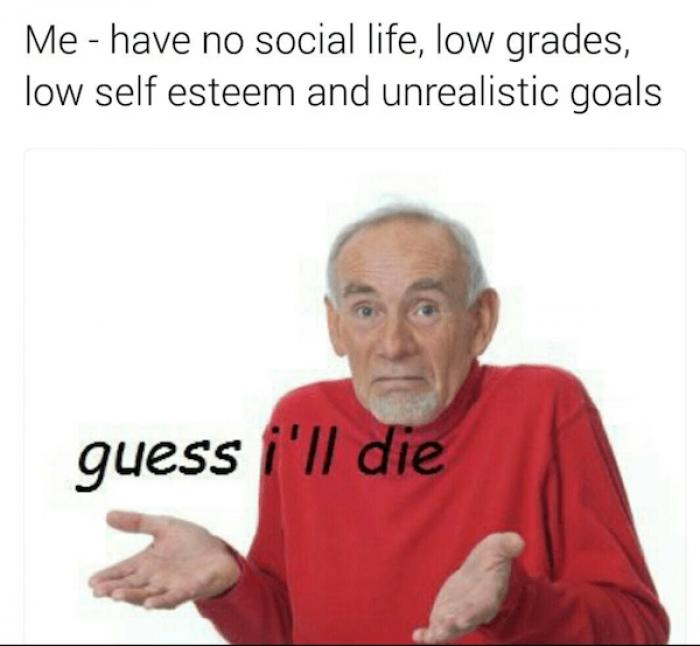 Me - have no social life, low grades,
low self esteem and unrealistic goals
guess i'll die